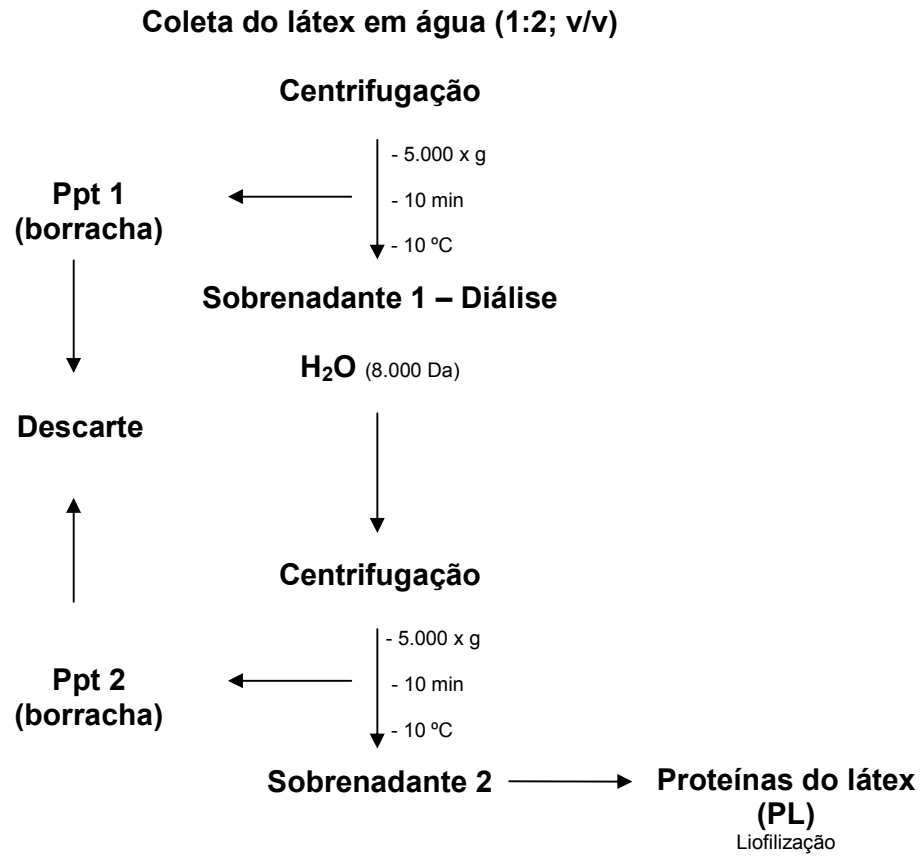 Coleta do látex em água (1:2; v/v)
Centrifugação
- 5.000 x g
- 10 min
- 10 ºC
Ppt 1
(borracha)
Sobrenadante 1 – Diálise
H₂O (8.000 Da)
Descarte
Centrifugação
- 5.000 x g
- 10 min
- 10 ºC
Ppt 2
(borracha)
Sobrenadante 2
Proteínas do látex
(PL)
Liofilização